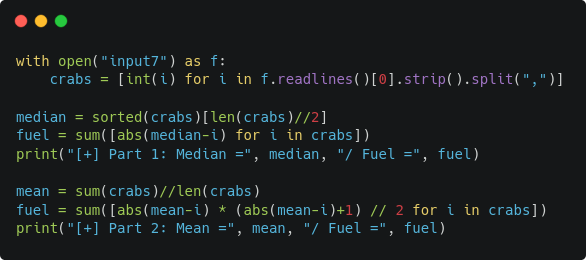 with open("input7") as f:
    crabs = [int(i) for i in f.readlines()[0].strip().split(",")]

median = sorted(crabs)[len(crabs)//2]
fuel = sum([abs(median-i) for i in crabs])
print("[+] Part 1: Median =", median, "/ Fuel =", fuel)

mean = sum(crabs)//len(crabs)
fuel = sum([abs(mean-i) * (abs(mean-i)+1) // 2 for i in crabs])
print("[+] Part 2: Mean =", mean, "/ Fuel =", fuel)